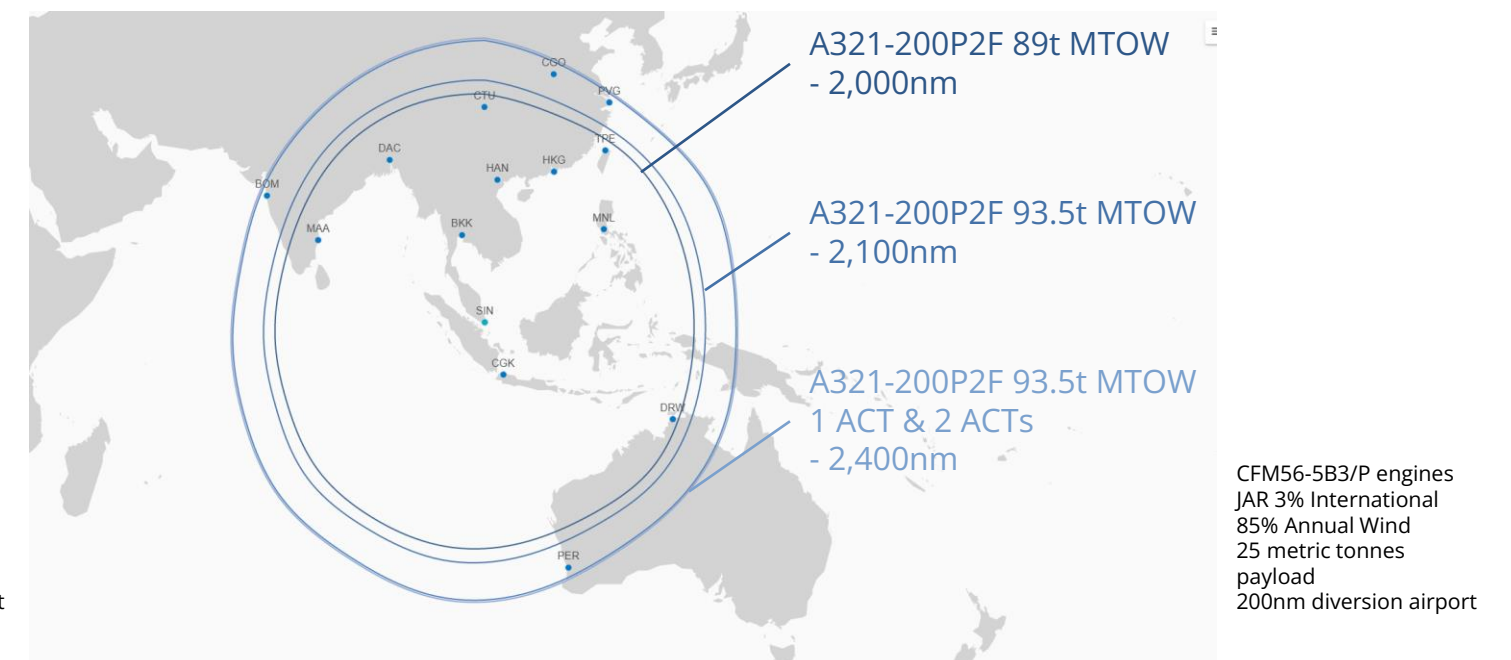 A321-200P2F 89t MTOW
- 2,000nm
CGO
PVG
CTU
TPE
DAC
HKG
HAN
BOM
A321-200P2F 93.5t MTOW
- 2,100nm
MNL
BKK
MAA
SIN
CGK
A321-200P2F 93.5t MTOW
1 ACT & 2 ACTs
- 2,400nm
DRW
PER
CFM56-5B3/P engines
JAR 3% International
85% Annual Wind
25 metric tonnes
payload
200nm diversion airport
t